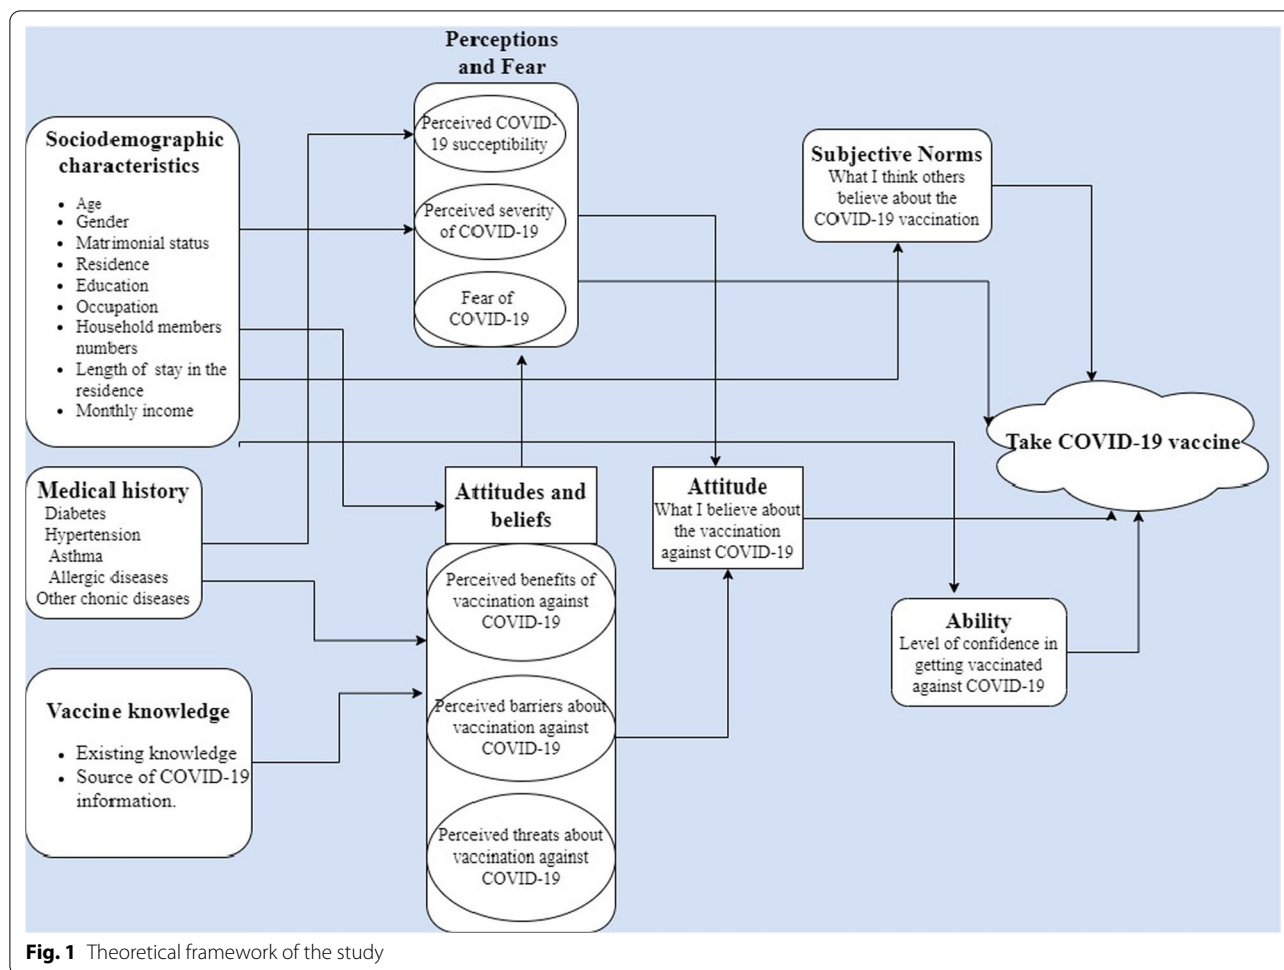 Perceptions
and Fear
Sociodemographic
characteristics
• Age
• Gender
• Matrimonial status
• Residence
• Education
• Occupation
• Household members
numbers
• Length of stay in the
residence
• Monthly income
Perceived COVID-
19 succeptibility
Perceived severity
of COVID-19
Fear of
COVID-19
Subjective Norms
What I think others
believe about the
COVID-19 vaccination
Take COVID-19 vaccine
Medical history
Diabetes
Hypertension
Asthma
Allergic diseases
Other chonic diseases
Attitudes and
beliefs
Perceived benefits of
vaccination against
COVID-19
Perceived barriers about
vaccination against
COVID-19
Perceived threats about
vaccination against
COVID-19
Attitude
What I believe about
the vaccination
against COVID-19
Ability
Level of confidence in
getting vaccinated
against COVID-19
Vaccine knowledge
• Existing knowledge
• Source of COVID-19
information.
Fig. 1 Theoretical framework of the study